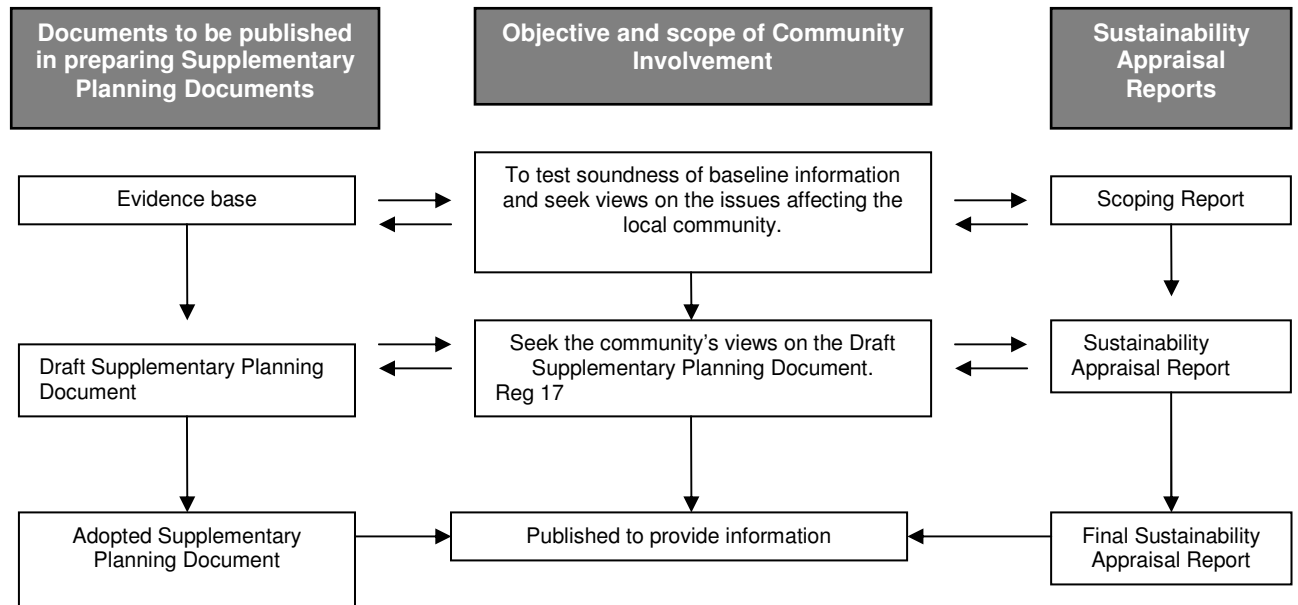 Documents to be published
in preparing Supplementary
Planning Documents
Objective and scope of Community
Involvement
Sustainability
Appraisal
Reports
Evidence base
To test soundness of baseline information
and seek views on the issues affecting the
local community.
Scoping Report
Draft Supplementary Planning
Document
Seek the community’s views on the Draft
Supplementary Planning Document.
Reg 17
Sustainability
Appraisal Report
Adopted Supplementary
Planning Document
Published to provide information
Final Sustainability
Appraisal Report